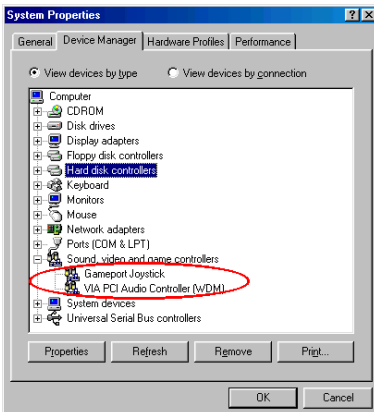 System Properties
General Device Manager Hardware Profiles Performance
View devices by type View devices by connection
Computer
CDROM
Disk drives
Display adapters
Floppy disk controllers
Hard disk controllers
Keyboard
Monitors
Mouse
Network adapters
Ports (COM & LPT)
Sound, video and game controllers
Gameport Joystick
VIA PCI Audio Controller (WDM)
System devices
Universal Serial Bus controllers
Properties Refresh Remove Print...
OK Cancel